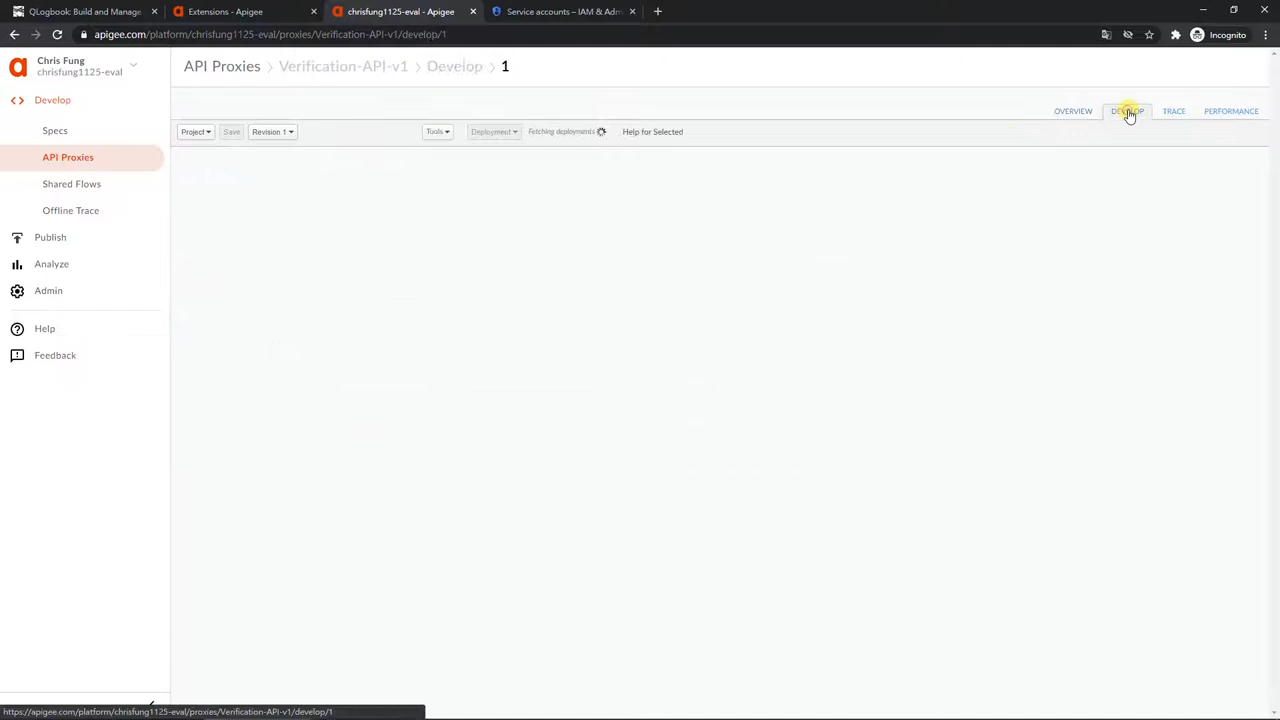 QLogbook: Build and Manage
Extensions - Apigee
chrisfung1125-eval - Apigee
Service accounts – IAM & Adm
apigee.com/platform/chrisfung1125-eval/proxies/Verification-API-v1/develop/1
Incognito
Chris Fung
chrisfung1125-eval
API Proxies
Verification-API-v1
Develop
1
Develop
OVERVIEW
DEVELOP
TRACE
PERFORMANCE
Specs
Project
Save
Revision 1
Tools
Deployment
Fetching deployments
Help for Selected
API Proxies
Shared Flows
Offline Trace
Publish
Analyze
Admin
Help
Feedback
https://apigee.com/platform/chrisfung1125-eval/proxies/Verification-API-v1/develop/1